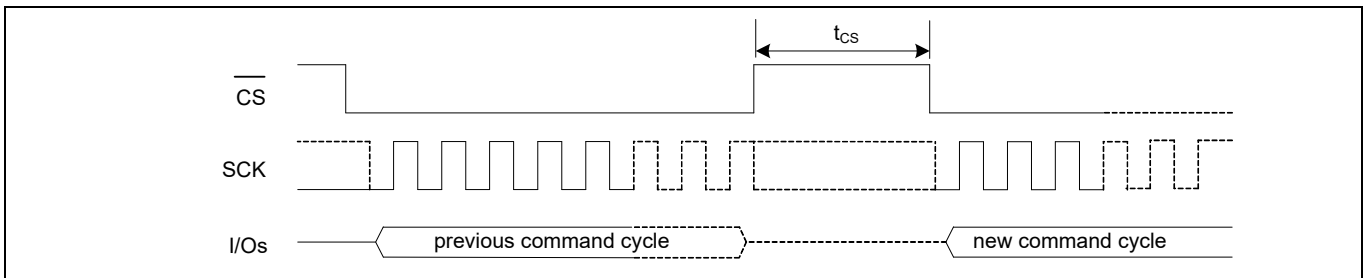 tCS
CS
SCK
I/Os
previous command cycle
new command cycle